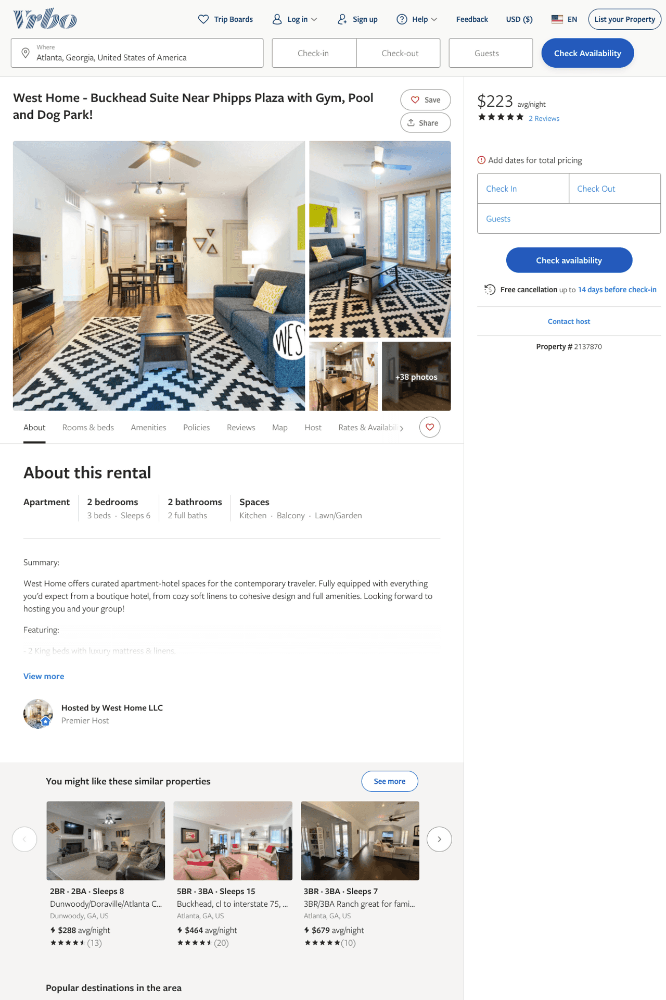 Vrbo
Trip Boards
Log in
Sign up
Help
Feedback
USD ($)
EN
List your Property
Where
Atlanta, Georgia, United States of America
Check-in
Check-out
Guests
Check Availability
West Home - Buckhead Suite Near Phipps Plaza with Gym, Pool
and Dog Park!
Save
Share
$223 avg/night
2 Reviews
Add dates for total pricing
Check In
Check Out
Guests
Check availability
Free cancellation up to 14 days before check-in
Contact host
Property # 2137870
WES
+38 photos
About
Rooms & beds
Amenities
Policies
Reviews
Map
Host
Rates & Availabili
About this rental
Apartment
2 bedrooms
3 beds · Sleeps 6
2 bathrooms
2 full baths
Spaces
Kitchen · Balcony · Lawn/Garden
Summary:
West Home offers curated apartment-hotel spaces for the contemporary traveler. Fully equipped with everything
you'd expect from a boutique hotel, from cozy soft linens to cohesive design and full amenities. Looking forward to
hosting you and your group!
Featuring:
- 2 King beds with luxury mattress & linens.
View more
Hosted by West Home LLC
Premier Host
You might like these similar properties
See more
2BR · 2BA · Sleeps 8
Dunwoody/Doraville/Atlanta C...
Dunwoody, GA, US
$288 avg/night
(13)
5BR · 3BA · Sleeps 15
Buckhead, cl to interstate 75, ...
Atlanta, GA, US
$464 avg/night
(20)
3BR · 3BA · Sleeps 7
3BR/3BA Ranch great for fami...
Atlanta, GA, US
$679 avg/night
(10)
Popular destinations in the area